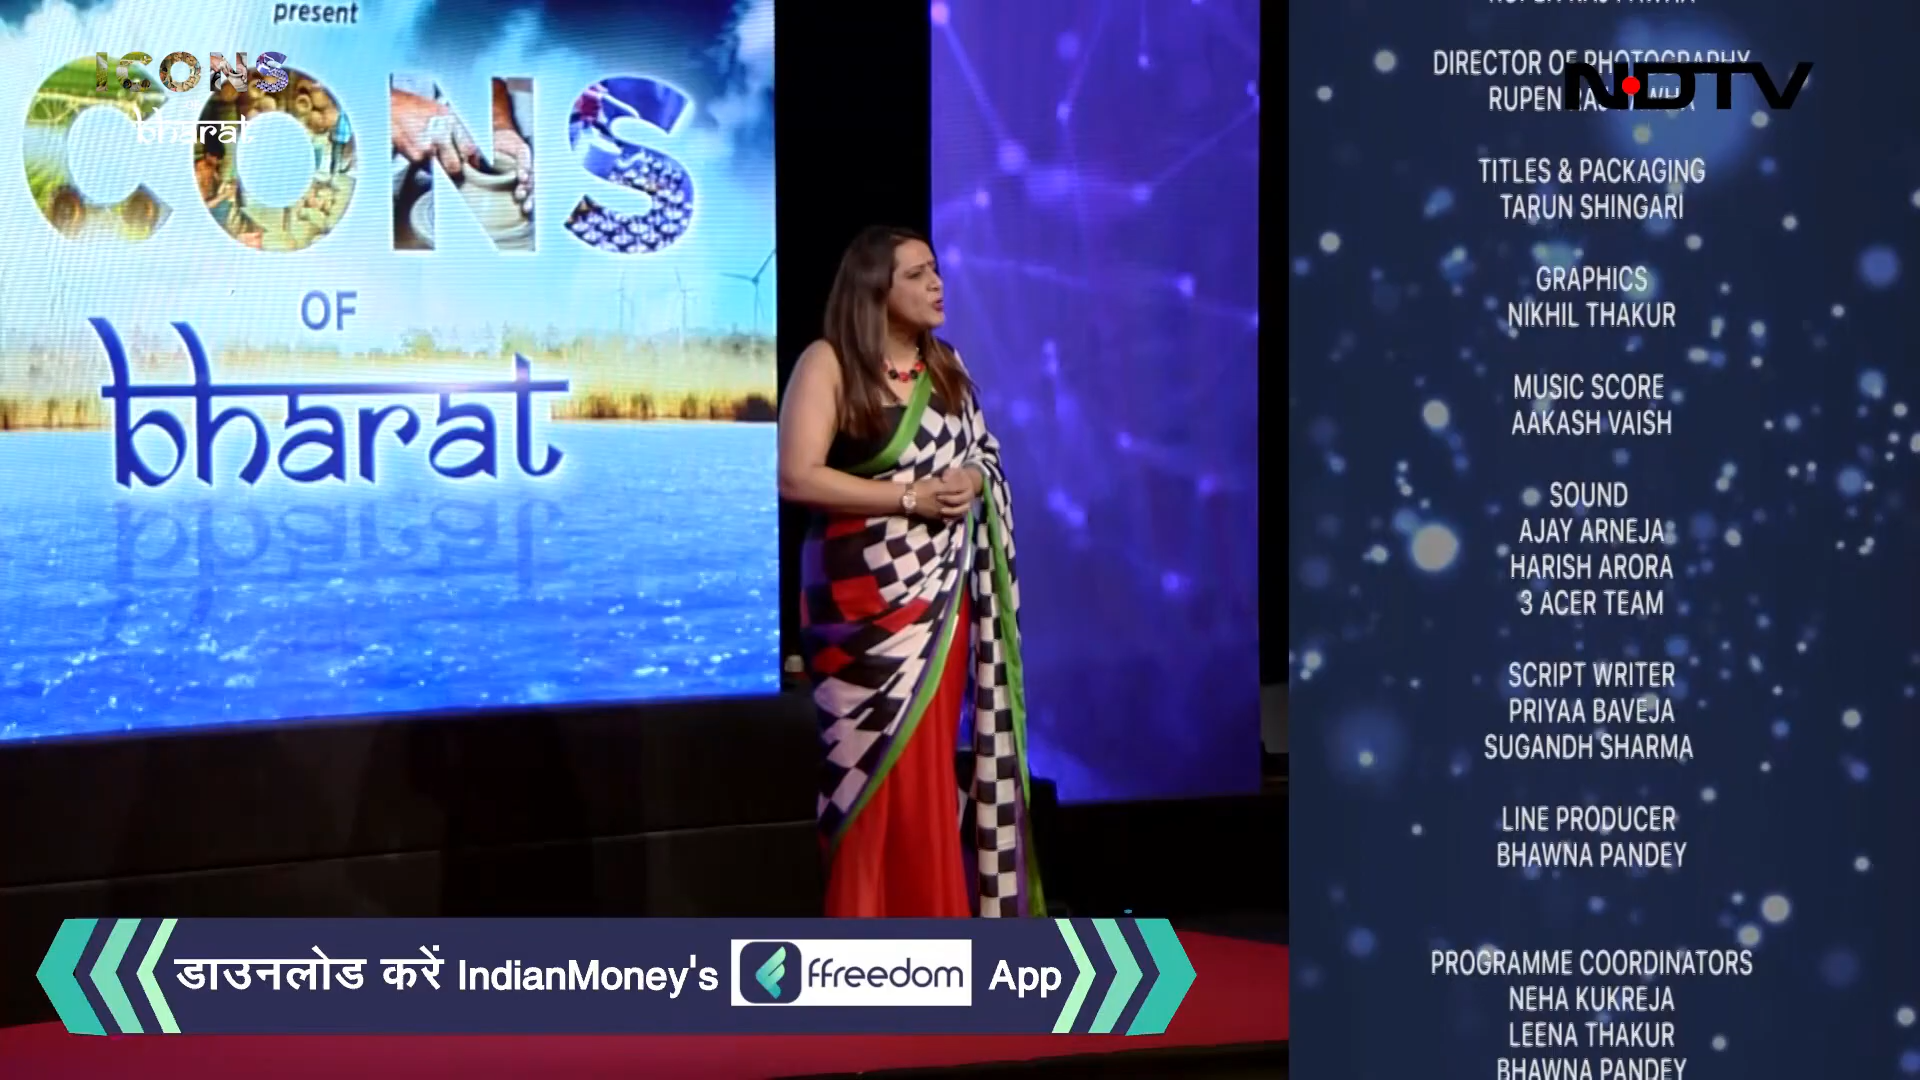 present
ICONS
OF
bharat
ICONS
bharat
NDTV
DIRECTOR OF PHOTOGRAPHY
RUPEN
TITLES & PACKAGING
TARUN SHINGARI
GRAPHICS
NIKHIL THAKUR
MUSIC SCORE
AAKASH VAISH
SOUND
AJAY ARNEJA
HARISH ARORA
3 ACER TEAM
SCRIPT WRITER
PRIYAA BAVEJA
SUGANDH SHARMA
LINE PRODUCER
BHAWNA PANDEY
PROGRAMME COORDINATORS
NEHA KUKREJA
LEENA THAKUR
BHAWNA PANDEY
डाउनलोड करें IndianMoney's ffreedom App